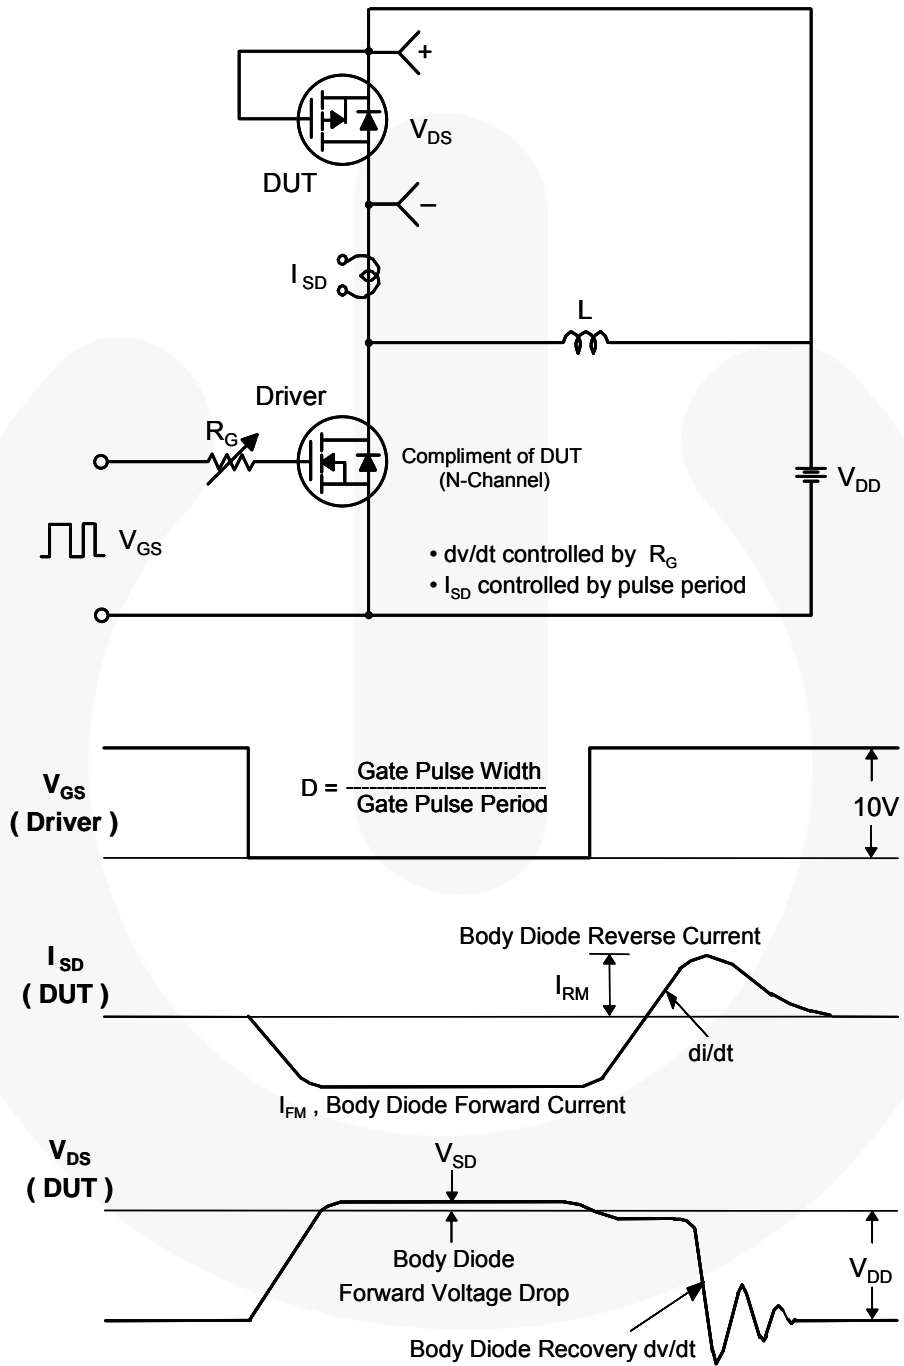 +
V_DS
DUT
–
I_SD
L
Driver
R_G
Compliment of DUT
(N-Channel)
V_DD
V_GS
• dv/dt controlled by R_G
• I_SD controlled by pulse period
V_GS
( Driver )
D = Gate Pulse Width
--------------------------
Gate Pulse Period
10V
I_SD
( DUT )
Body Diode Reverse Current
I_RM
di/dt
I_FM , Body Diode Forward Current
V_DS
( DUT )
V_SD
Body Diode
Forward Voltage Drop
V_DD
Body Diode Recovery dv/dt